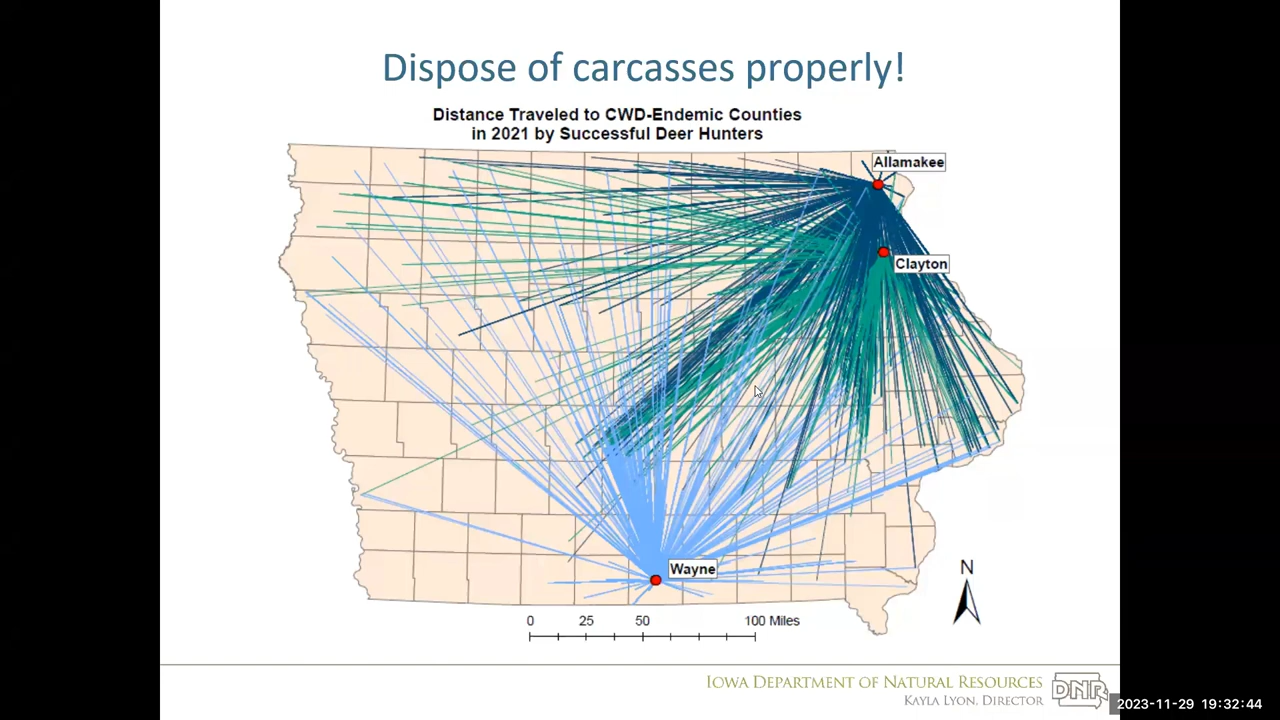 Dispose of carcasses properly!
Distance Traveled to CWD-Endemic Counties
in 2021 by Successful Deer Hunters
Allamakee
Clayton
Wayne
N
0 25 50 100 Miles
IOWA DEPARTMENT OF NATURAL RESOURCES
KAYLA LYON, DIRECTOR
DNR
2023-11-29 19:32:44